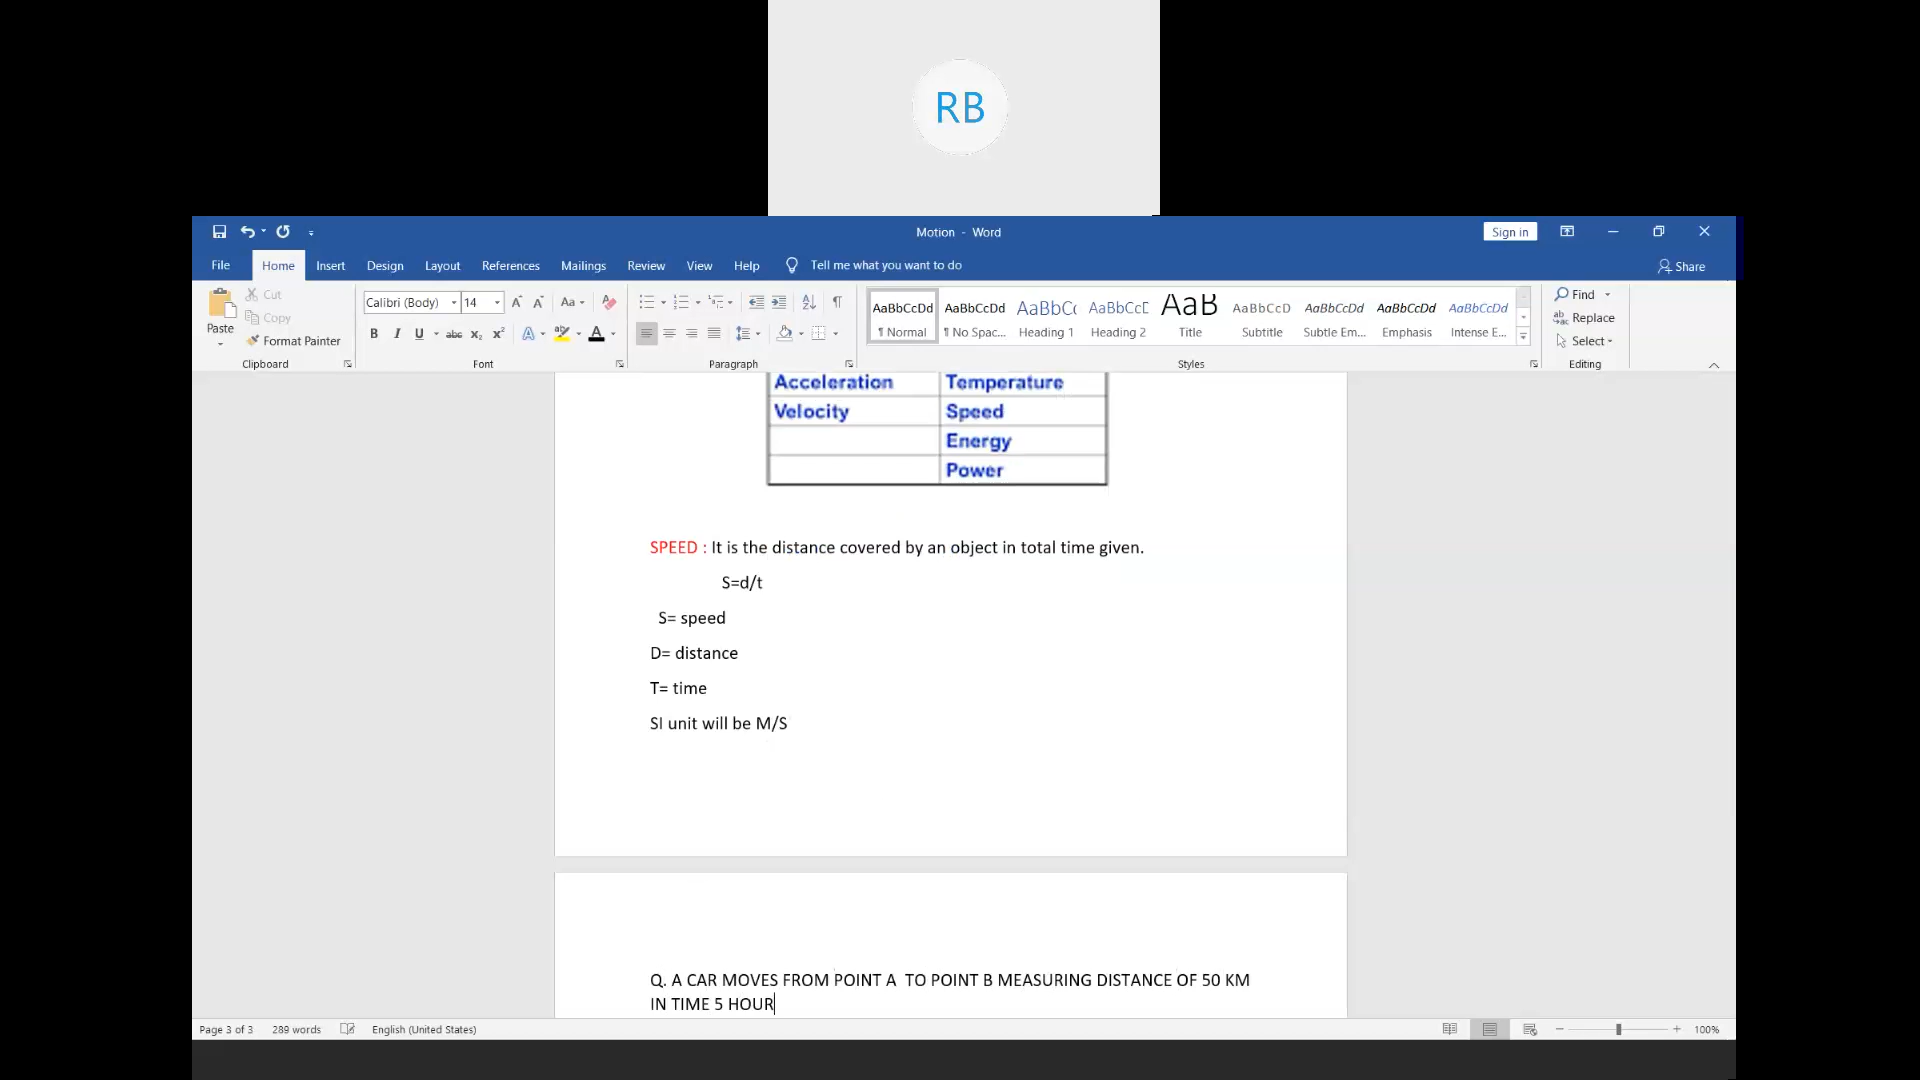 RB
Motion - Word
Sign in
File Home Insert Design Layout References Mailings Review View Help Tell me what you want to do
Share
Paste
Cut
Copy
Format Painter
Clipboard
Calibri (Body) 14
Aa
B I U abc x₂ x² A ab A
Font
Paragraph
AaBbCcDd AaBbCcDd AaBbCc AaBbCcE AaB AaBbCcD AaBbCcDd AaBbCcDd AaBbCcDd
¶ Normal ¶ No Spac... Heading 1 Heading 2 Title Subtitle Subtle Em... Emphasis Intense E...
Styles
Find
Replace
Select
Editing
Acceleration Temperature
Velocity Speed
Energy
Power
SPEED : It is the distance covered by an object in total time given.
S=d/t
S= speed
D= distance
T= time
SI unit will be M/S
Q. A CAR MOVES FROM POINT A TO POINT B MEASURING DISTANCE OF 50 KM
IN TIME 5 HOUR
Page 3 of 3 289 words English (United States) 100%